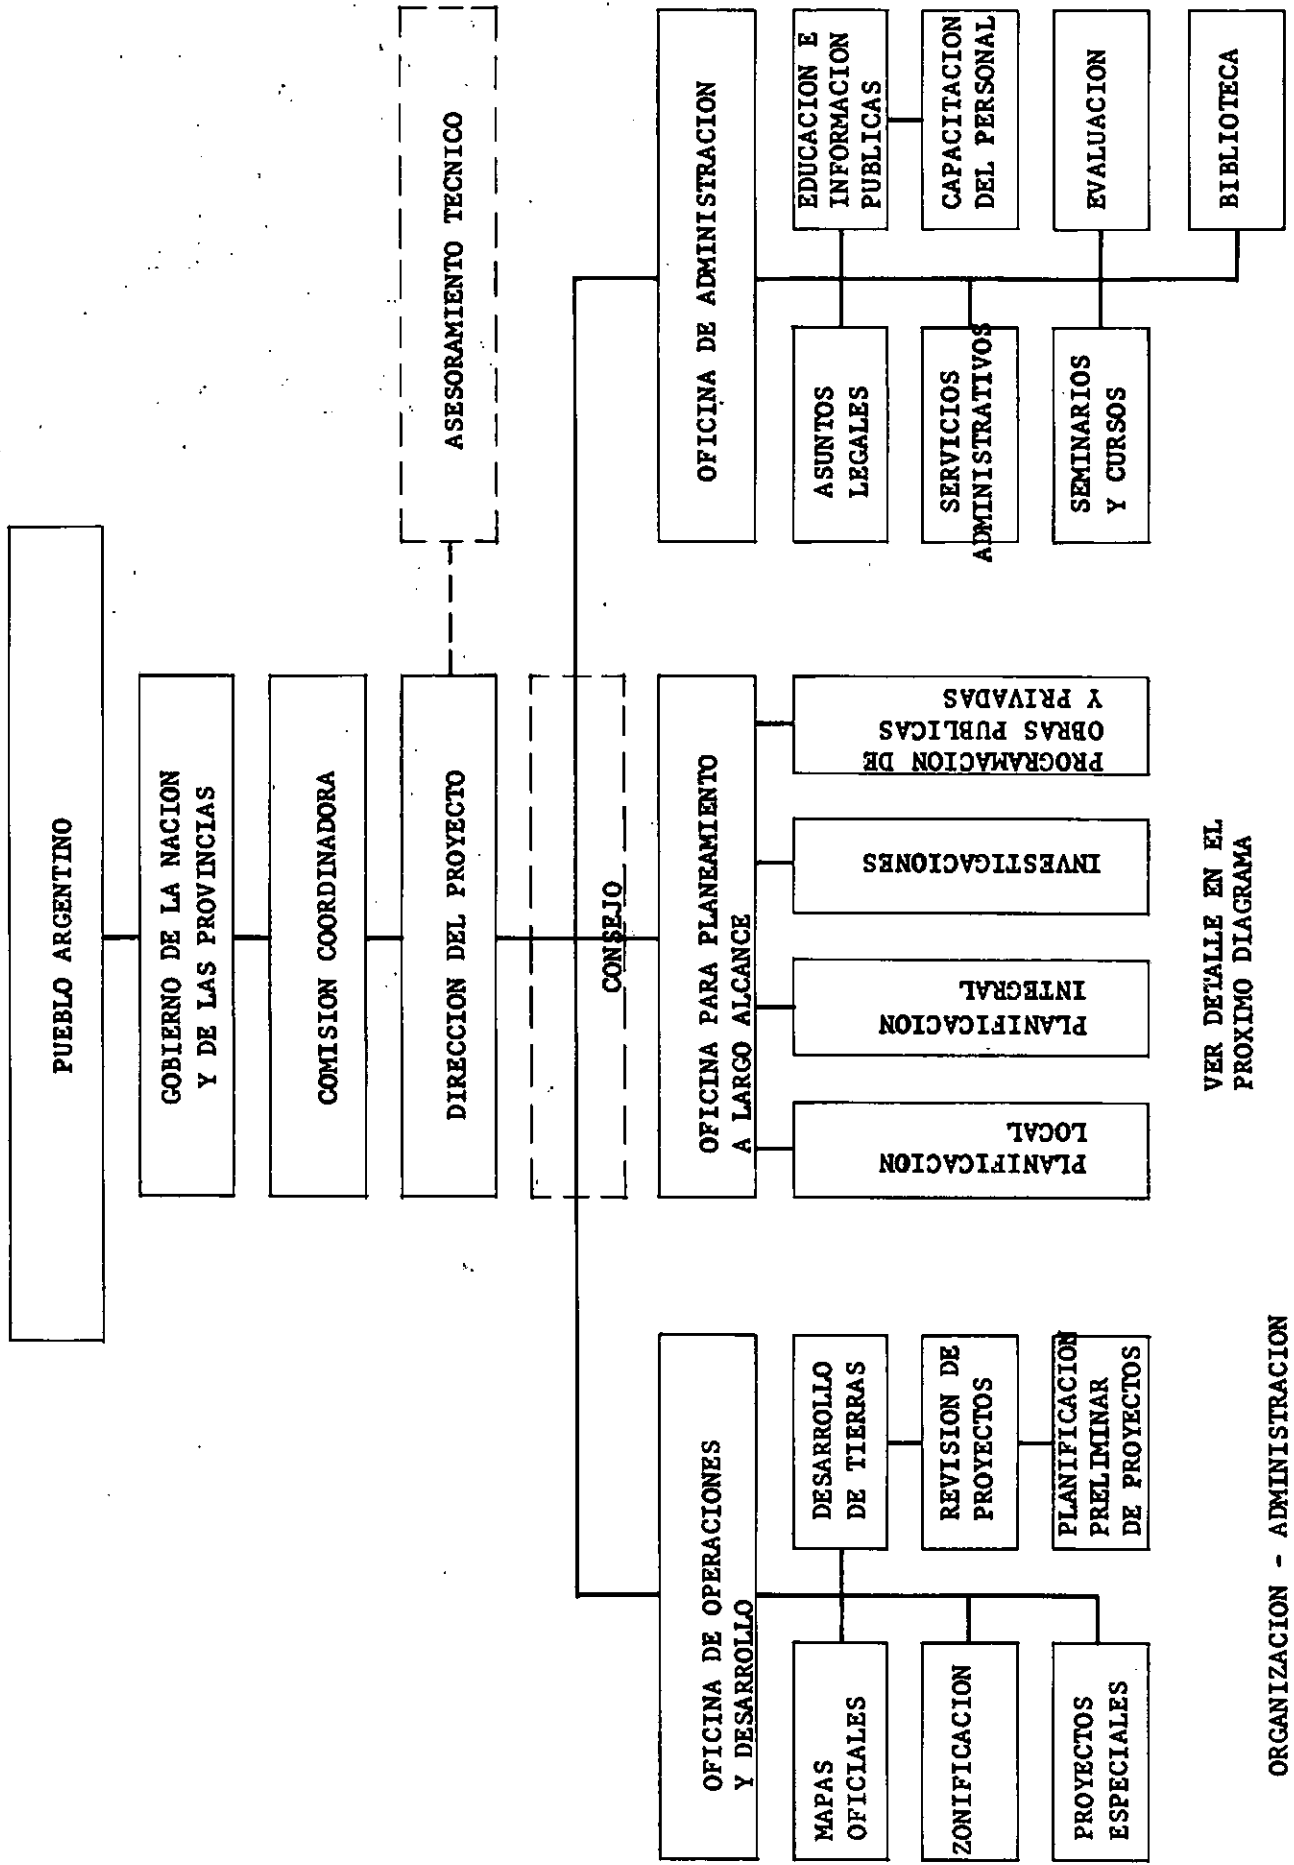 PUEBLO ARGENTINO
GOBIERNO DE LA NACION
Y DE LAS PROVINCIAS
COMISION COORDINADORA
DIRECCION DEL PROYECTO
ASESORAMIENTO TECNICO
CONSEJO
OFICINA DE OPERACIONES
Y DESARROLLO
MAPAS
OFICIALES
DESARROLLO
DE TIERRAS
ZONIFICACION
REVISION DE
PROYECTOS
PROYECTOS
ESPECIALES
PLANIFICACION
PRELIMINAR
DE PROYECTOS
OFICINA PARA PLANEAMIENTO
A LARGO ALCANCE
PLANIFICACION
LOCAL
PLANIFICACION
INTEGRAL
INVESTIGACIONES
PROGRAMACION DE
OBRAS PUBLICAS
Y PRIVADAS
VER DETALLE EN EL
PROXIMO DIAGRAMA
OFICINA DE ADMINISTRACION
ASUNTOS
LEGALES
EDUCACION E
INFORMACION
PUBLICAS
SERVICIOS
ADMINISTRATIVOS
CAPACITACION
DEL PERSONAL
SEMINARIOS
Y CURSOS
EVALUACION
BIBLIOTECA
ORGANIZACION - ADMINISTRACION